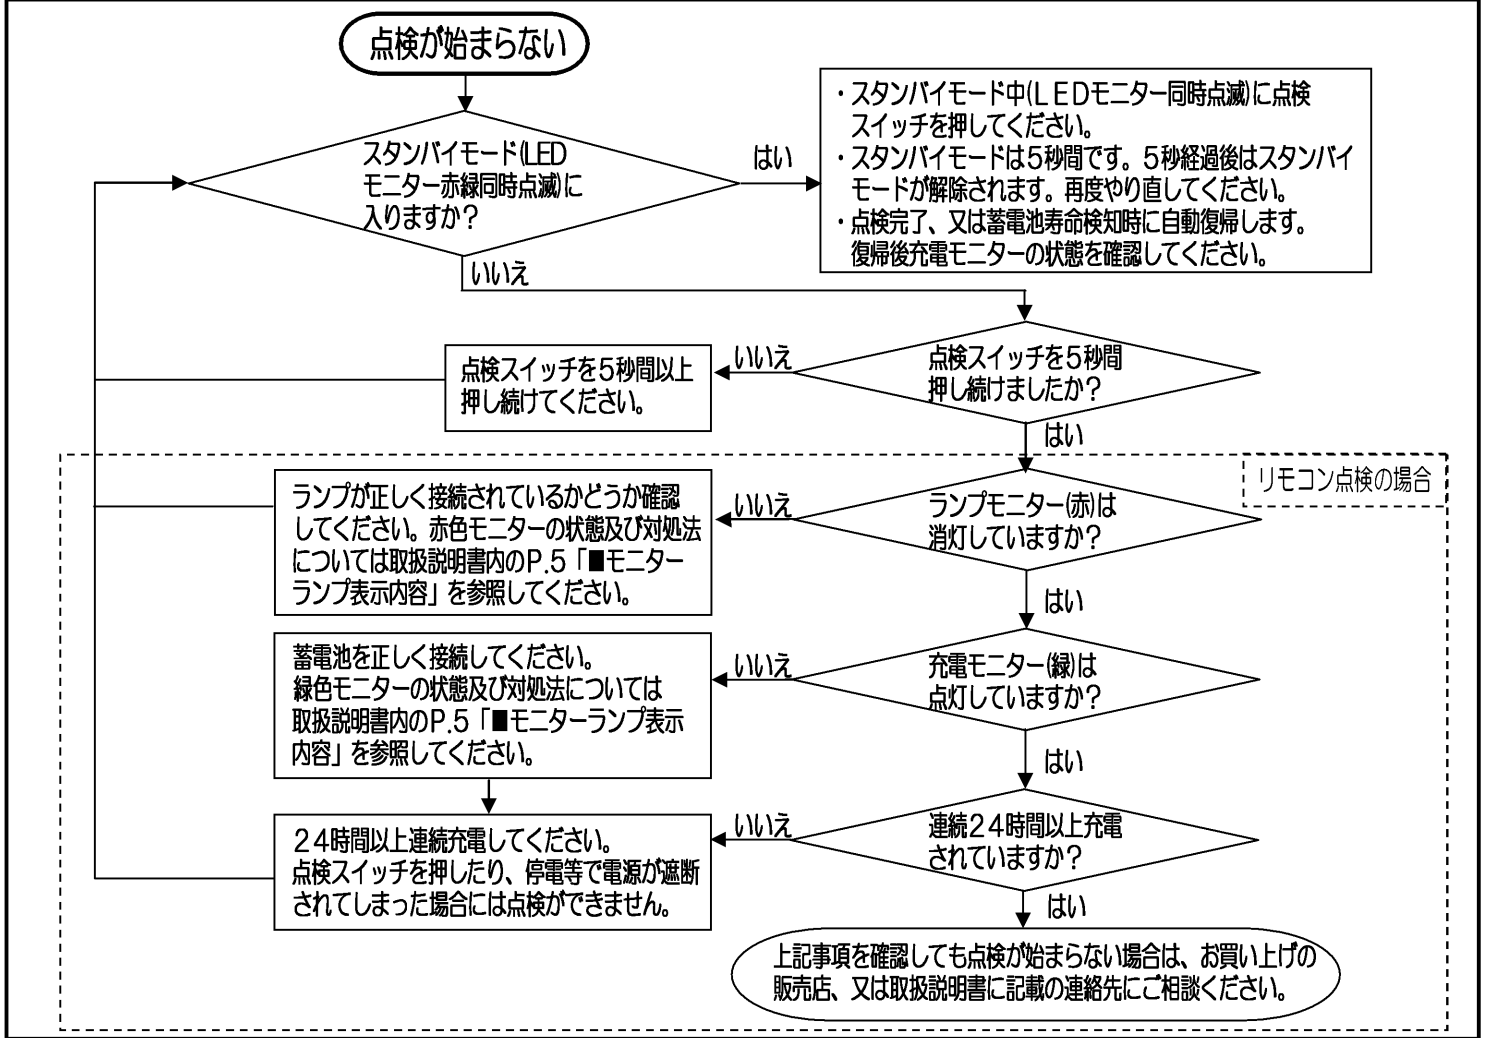 点検が始まらない
スタンバイモード(LED
モニター赤緑同時点滅)に
入りますか？
はい
・スタンバイモード中(ＬＥＤモニター同時点滅)に点検
スイッチを押してください。
・スタンバイモードは５秒間です。５秒経過後はスタンバイ
モードが解除されます。再度やり直してください。
・点検完了、又は蓄電池寿命検知時に自動復帰します。
復帰後充電モニターの状態を確認してください。
いいえ
点検スイッチを５秒間
押し続けましたか？
いいえ
点検スイッチを５秒間以上
押し続けてください。
はい
リモコン点検の場合
ランプモニター(赤)は
消灯していますか？
いいえ
ランプが正しく接続されているかどうか確認
してください。赤色モニターの状態及び対処法
については取扱説明書内のＰ.５「■モニター
ランプ表示内容」を参照してください。
はい
充電モニター(緑)は
点灯していますか？
いいえ
蓄電池を正しく接続してください。
緑色モニターの状態及び対処法については
取扱説明書内のＰ.５「■モニターランプ表示
内容」を参照してください。
はい
連続２４時間以上充電
されていますか？
いいえ
２４時間以上連続充電してください。
点検スイッチを押したり、停電等で電源が遮断
されてしまった場合には点検ができません。
はい
上記事項を確認しても点検が始まらない場合は、お買い上げの
販売店、又は取扱説明書に記載の連絡先にご相談ください。